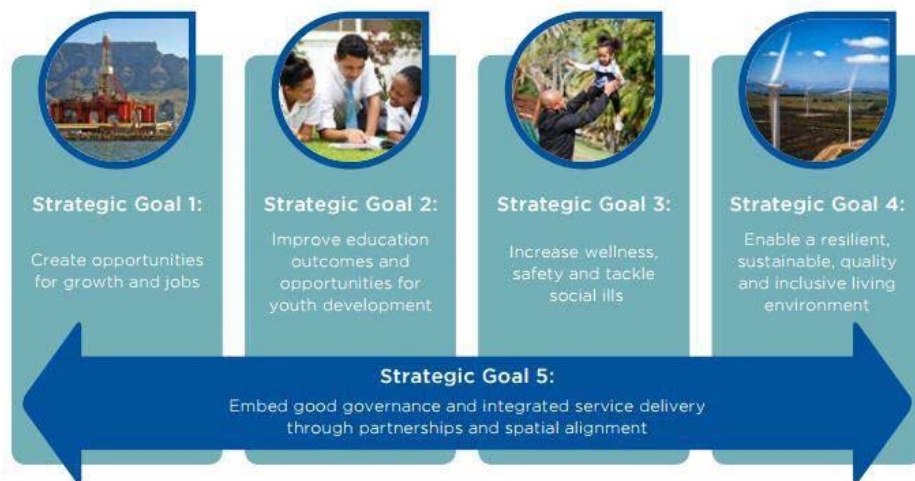 Strategic Goal 1:
Create opportunities
for growth and jobs
Strategic Goal 2:
Improve education
outcomes and
opportunities for
youth development
Strategic Goal 3:
Increase wellness,
safety and tackle
social ills
Strategic Goal 4:
Enable a resilient,
sustainable, quality
and inclusive living
environment
Strategic Goal 5:
Embed good governance and integrated service delivery
through partnerships and spatial alignment